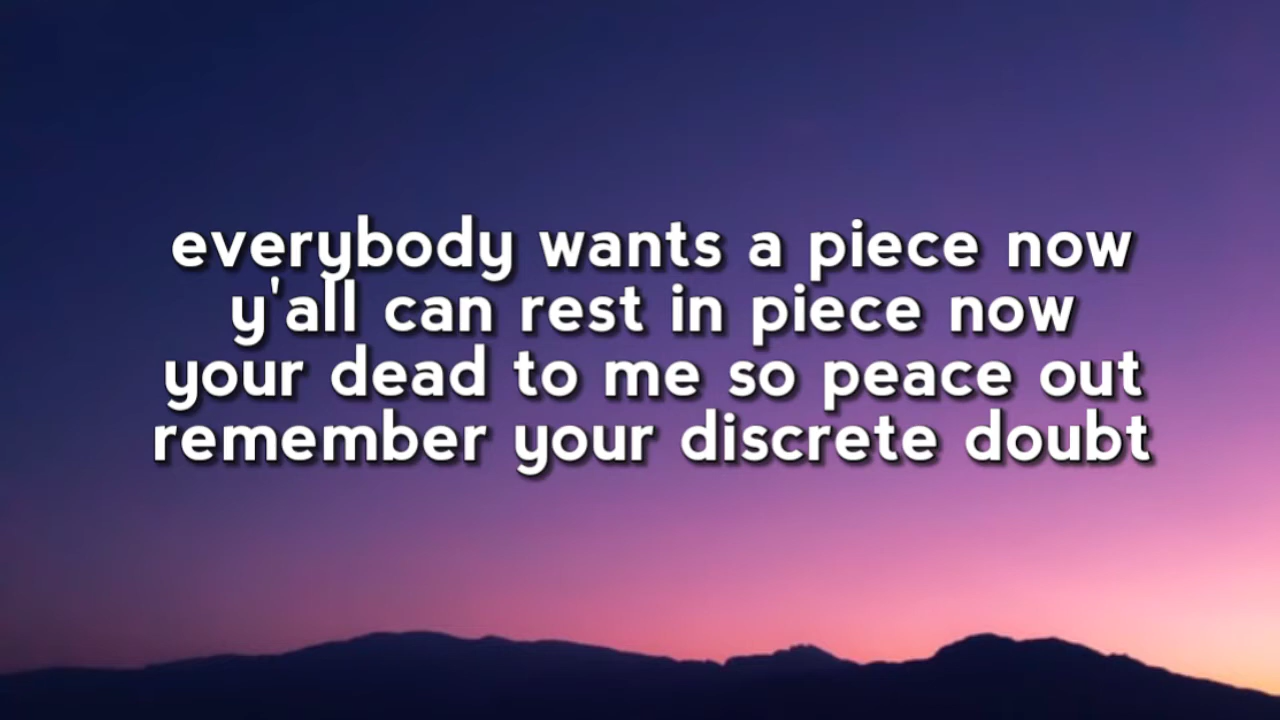 everybody wants a piece now
y'all can rest in piece now
your dead to me so peace out
remember your discrete doubt